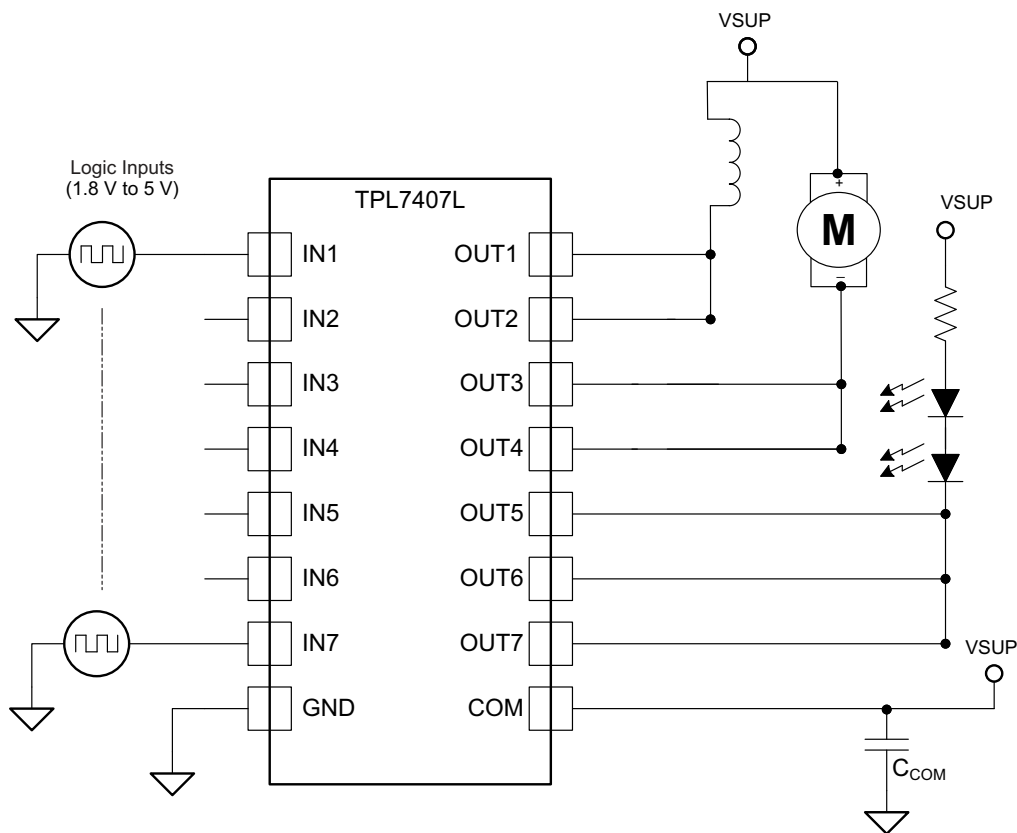 VSUP
Logic Inputs
(1.8 V to 5 V)
TPL7407L
VSUP
+
M
–
IN1
OUT1
IN2
OUT2
IN3
OUT3
IN4
OUT4
IN5
OUT5
IN6
OUT6
IN7
OUT7
VSUP
GND
COM
CCOM